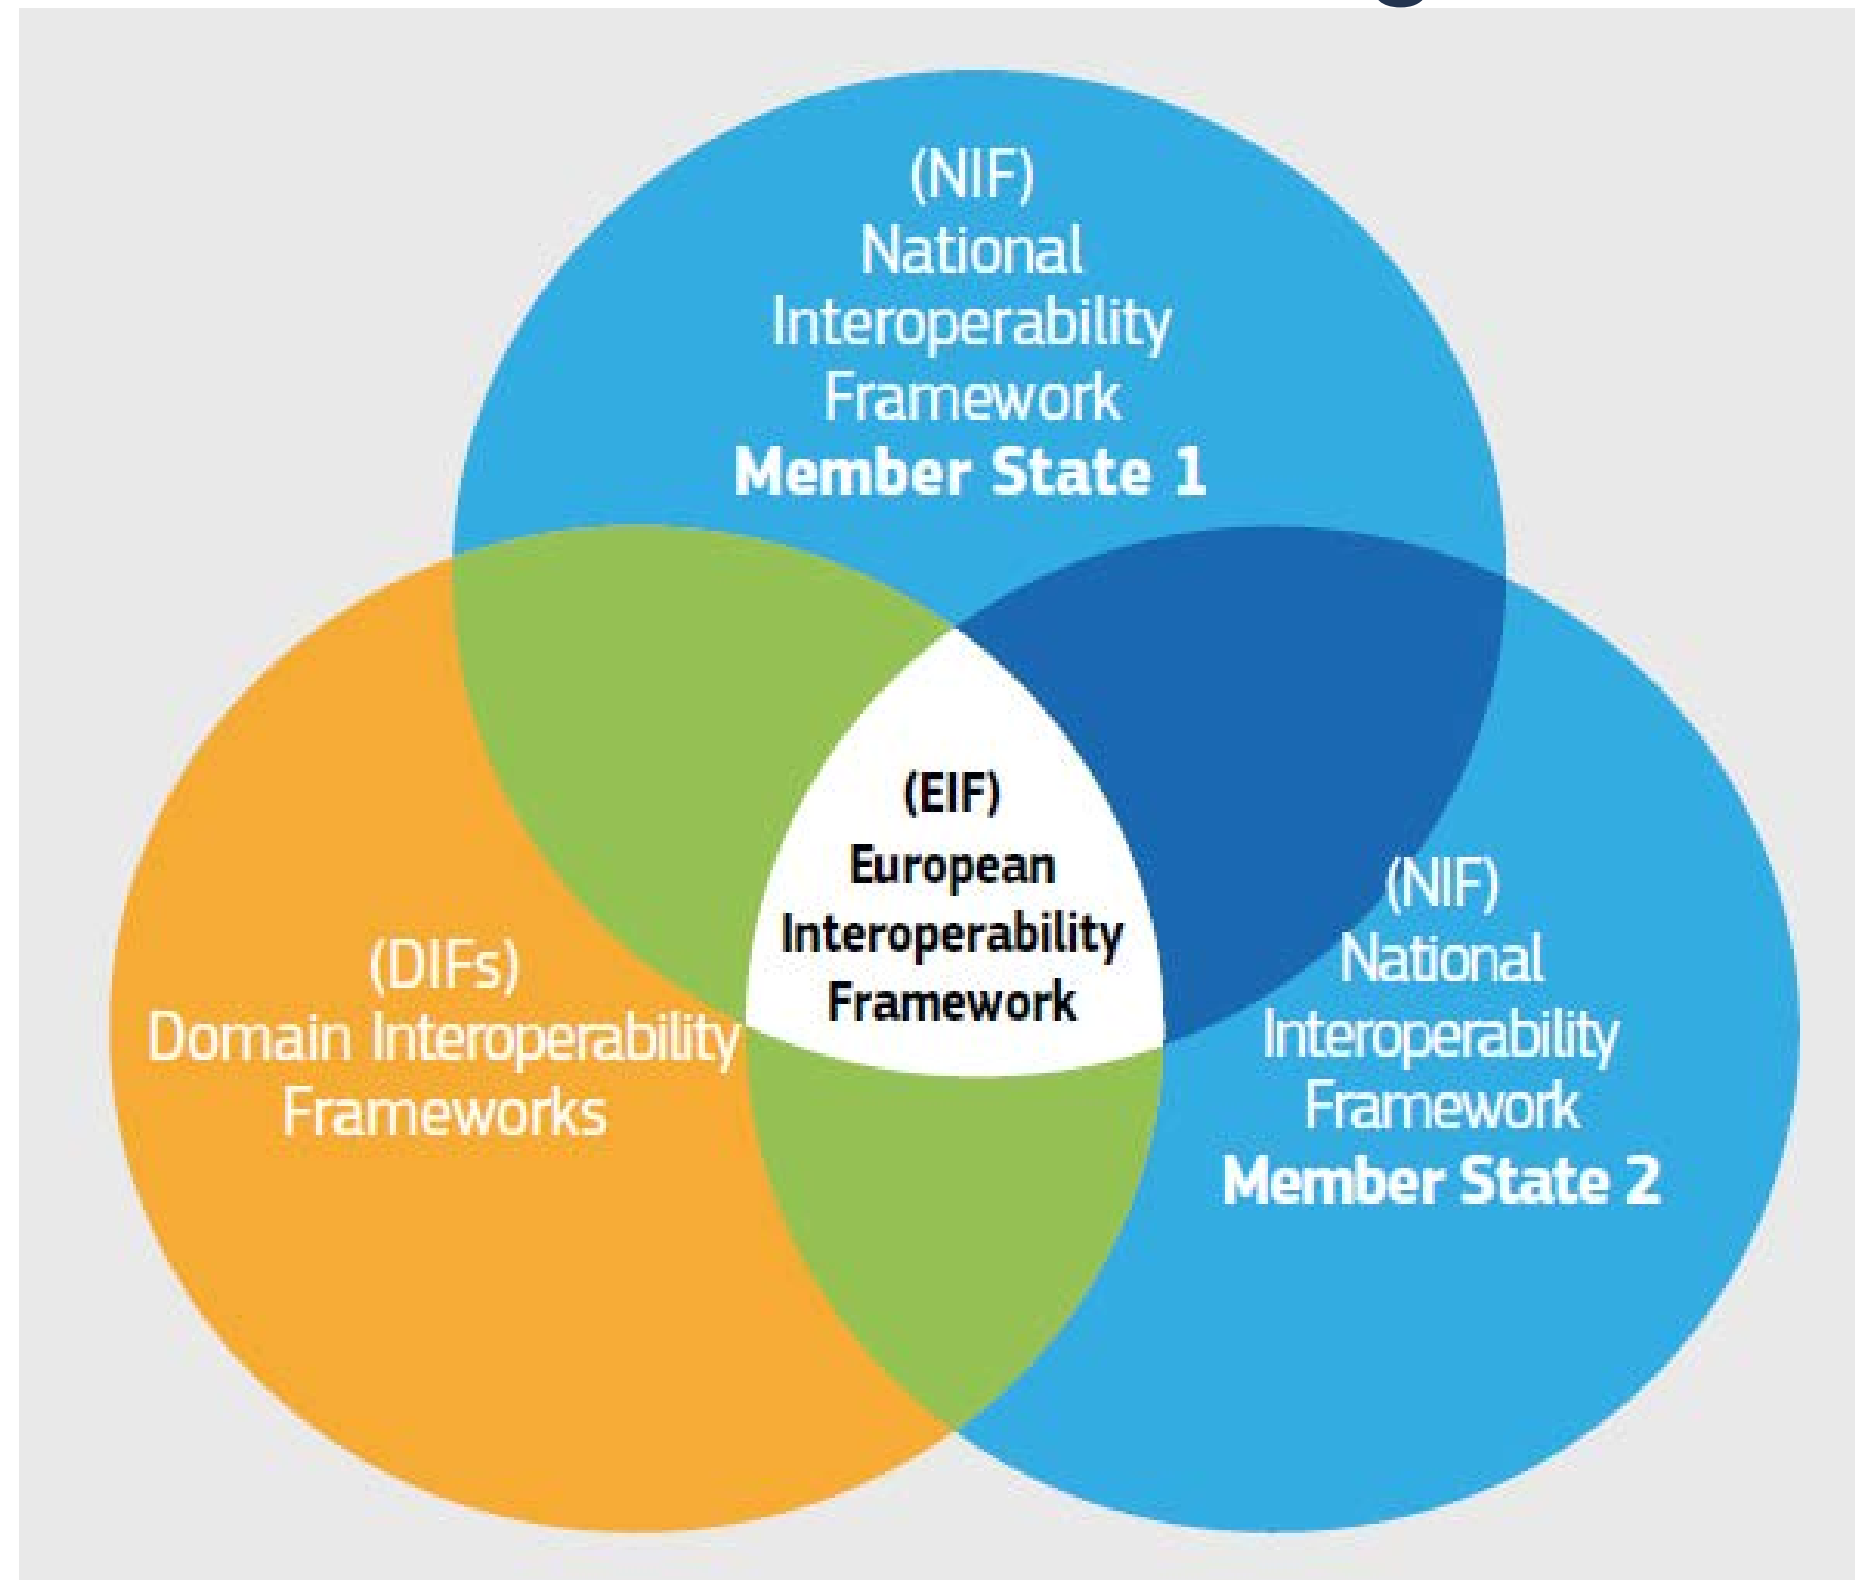 (NIF)
National
Interoperability
Framework
Member State 1
(EIF)
European
Interoperability
Framework
(DIFs)
Domain Interoperability
Frameworks
(NIF)
National
Interoperability
Framework
Member State 2